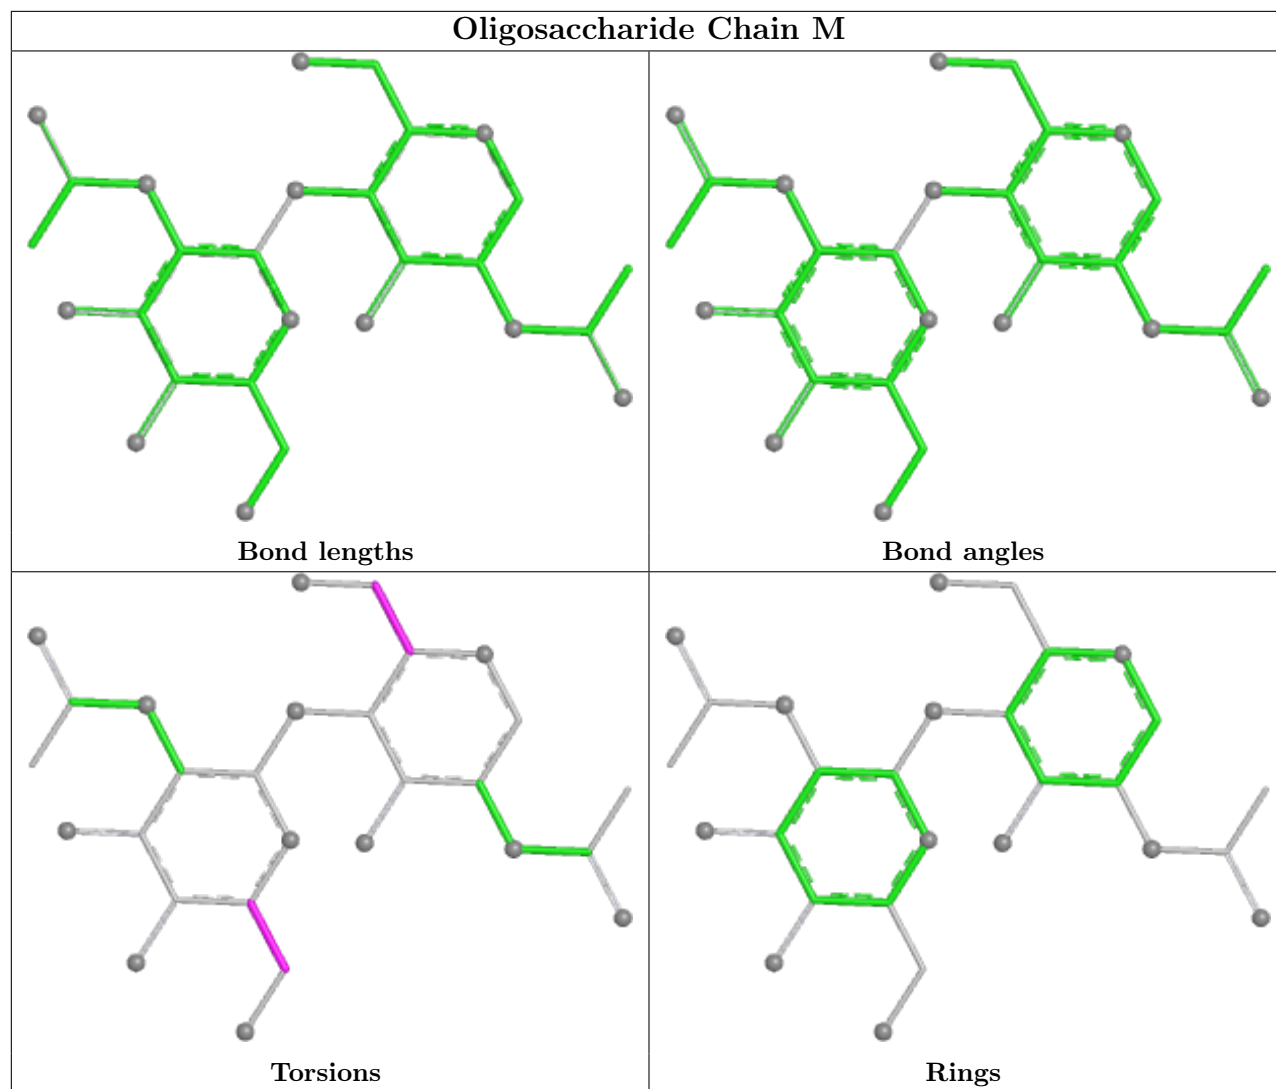 Oligosaccharide Chain M
Bond lengths
Bond angles
Torsions
Rings